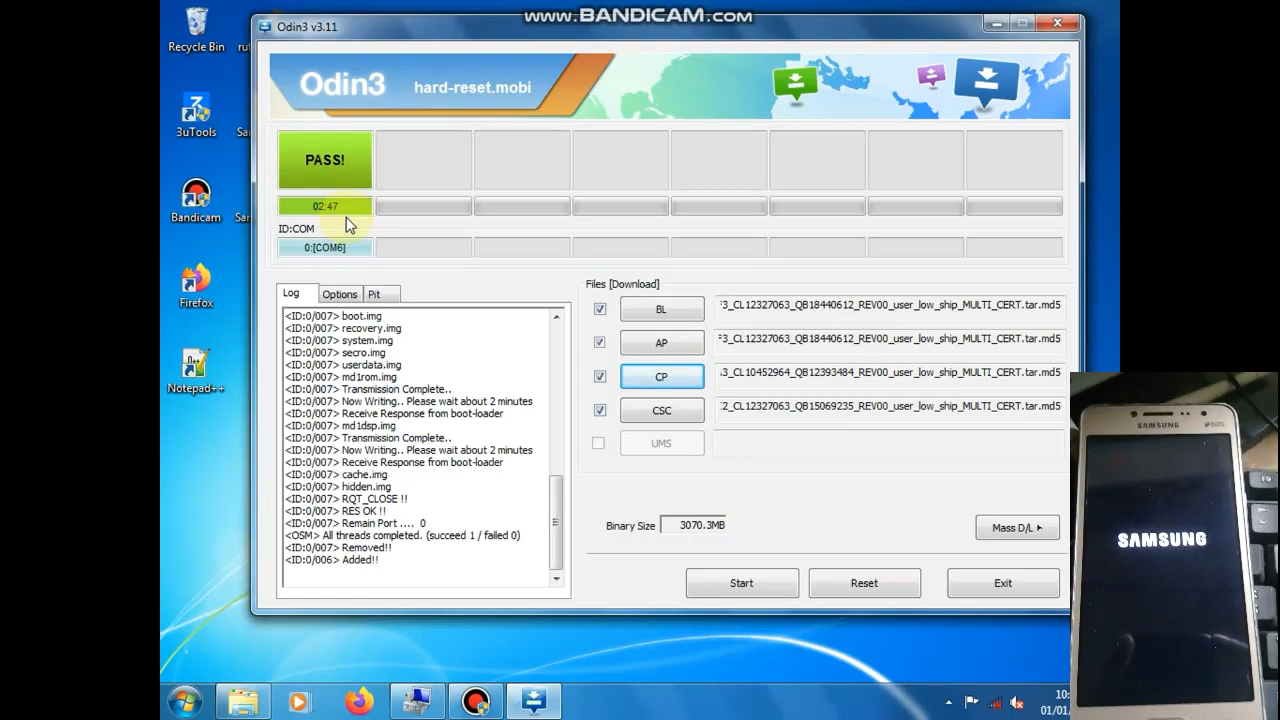 www.BANDICAM.com
Recycle Bin
3uTools
Bandicam
Firefox
Notepad++
Odin3 v3.11
Odin3 hard-reset.mobi
PASS!
02:47
ID:COM
0:[COM6]
Log Options Pit
<ID:0/007> boot.img
<ID:0/007> recovery.img
<ID:0/007> system.img
<ID:0/007> secro.img
<ID:0/007> userdata.img
<ID:0/007> md1rom.img
<ID:0/007> Transmission Complete..
<ID:0/007> Now Writing.. Please wait about 2 minutes
<ID:0/007> Receive Response from boot-loader
<ID:0/007> md1dsp.img
<ID:0/007> Transmission Complete..
<ID:0/007> Now Writing.. Please wait about 2 minutes
<ID:0/007> Receive Response from boot-loader
<ID:0/007> cache.img
<ID:0/007> hidden.img
<ID:0/007> RQT_CLOSE !!
<ID:0/007> RES OK !!
<ID:0/007> Remain Port .... 0
<OSM> All threads completed. (succeed 1 / failed 0)
<ID:0/007> Removed!!
<ID:0/006> Added!!
Files [Download]
BL 3_CL12327063_QB18440612_REV00_user_low_ship_MULTI_CERT.tar.md5
AP 3_CL12327063_QB18440612_REV00_user_low_ship_MULTI_CERT.tar.md5
CP 3_CL10452964_QB12393484_REV00_user_low_ship_MULTI_CERT.tar.md5
CSC 2_CL12327063_QB15069235_REV00_user_low_ship_MULTI_CERT.tar.md5
UMS
Binary Size 3070.3MB
Mass D/L
Start Reset Exit
SAMSUNG
SAMSUNG
10:
01/01/